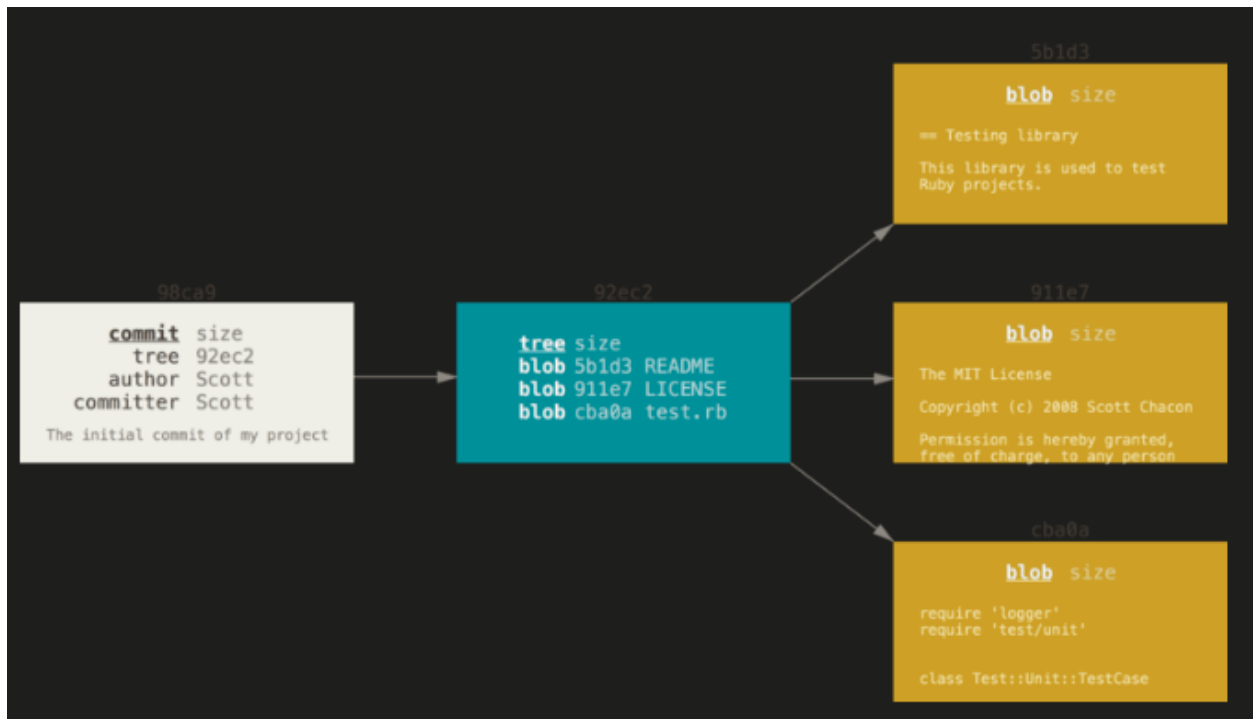 98ca9
commit size
tree 92ec2
author Scott
committer Scott
The initial commit of my project
92ec2
tree size
blob 5b1d3 README
blob 911e7 LICENSE
blob cba0a test.rb
5b1d3
blob size
== Testing library
This library is used to test
Ruby projects.
911e7
blob size
The MIT License
Copyright (c) 2008 Scott Chacon
Permission is hereby granted,
free of charge, to any person
cba0a
blob size
require 'logger'
require 'test/unit'
class Test::Unit::TestCase